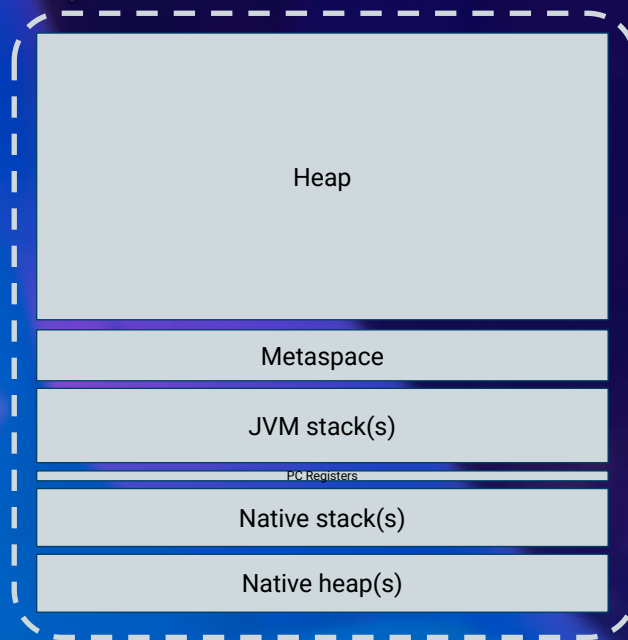 Heap
Metaspace
JVM stack(s)
PC Registers
Native stack(s)
Native heap(s)